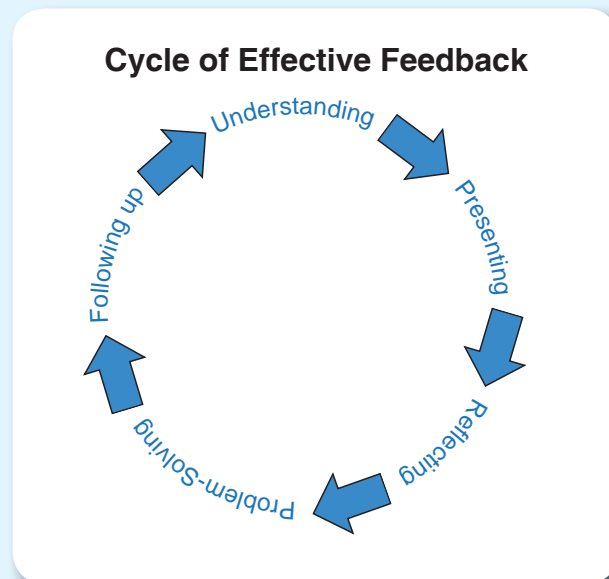 Cycle of Effective Feedback
Understanding
Presenting
Reflecting
Problem-Solving
Following up